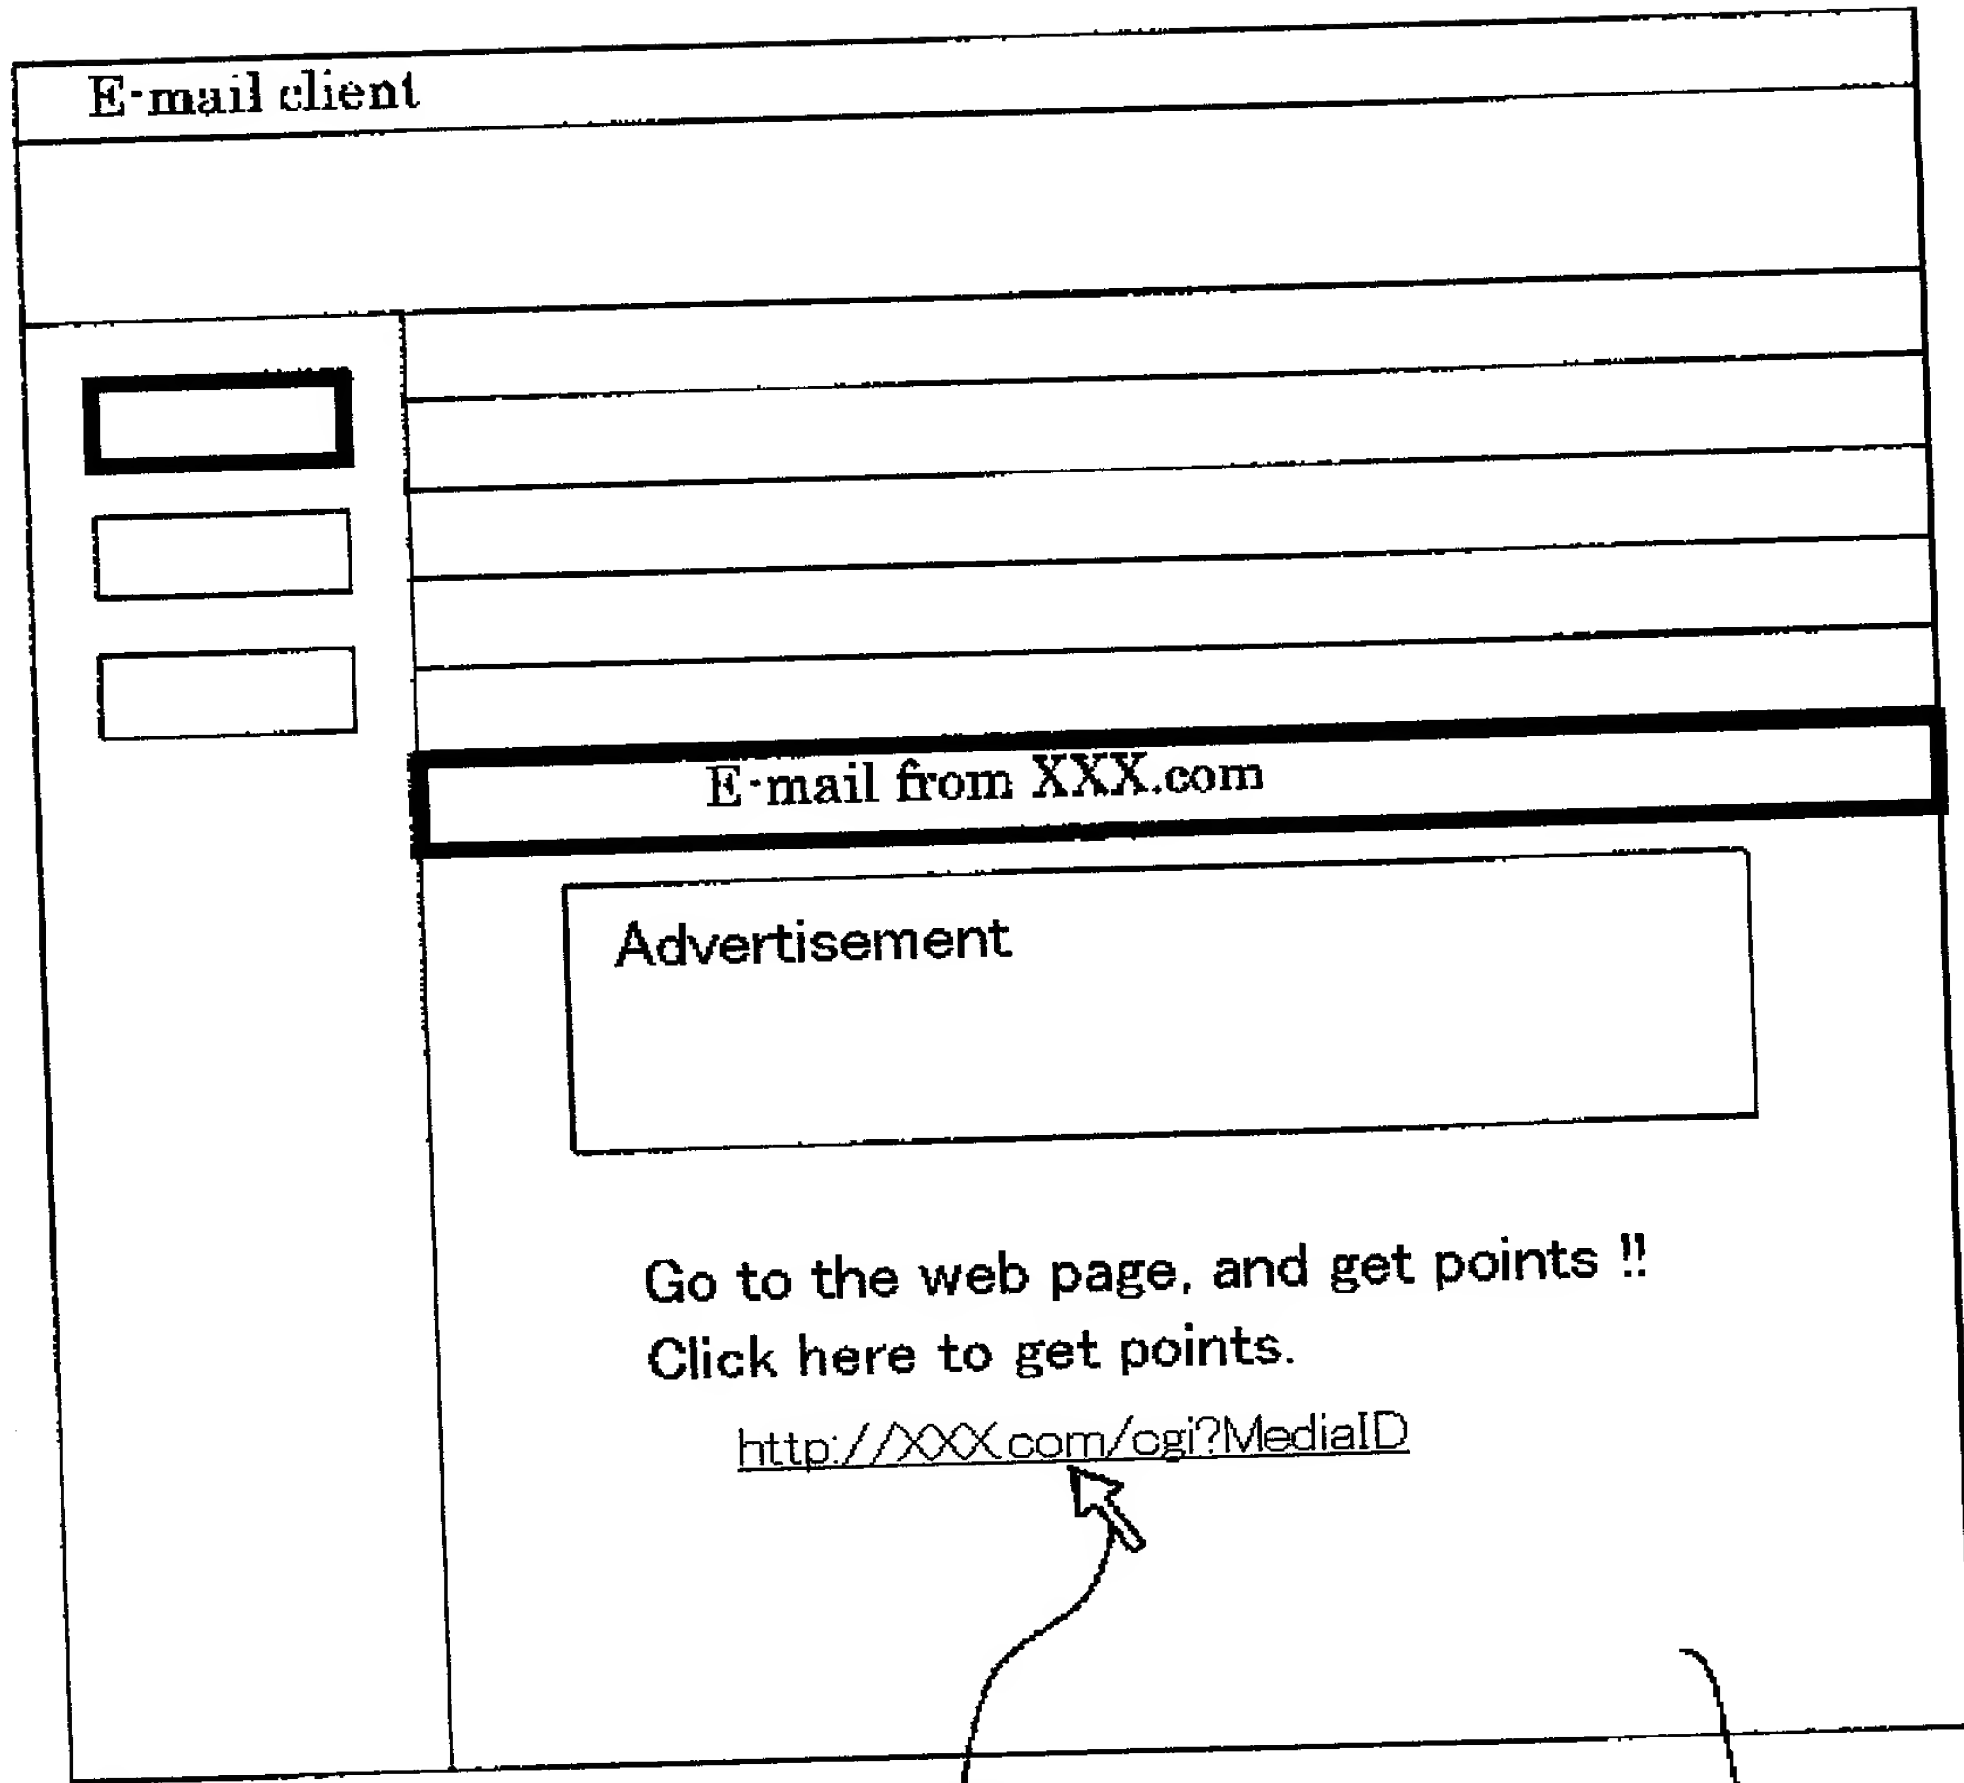 E-mail client
E-mail from XXX.com
Advertisement
Go to the web page, and get points !!
Click here to get points.
http://XXX.com/cgi?MediaID